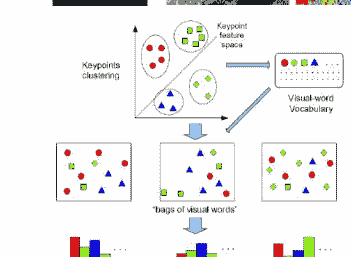 Keypoint
feature
space
Keypoints
clustering
Visual-word
Vocabulary
"bags of visual words"